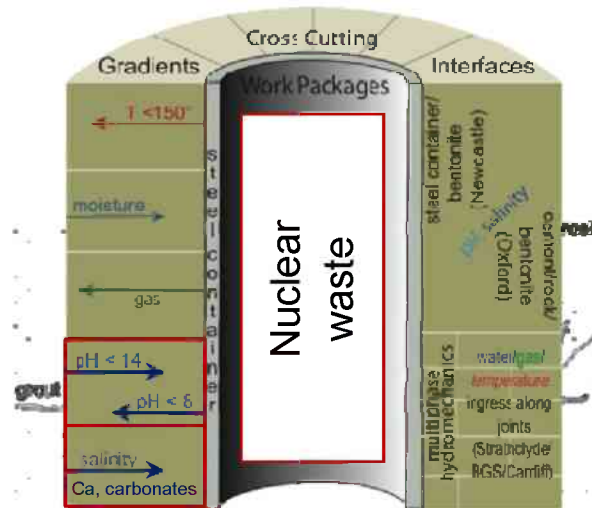 Cross Cutting
Gradients
Interfaces
Work Packages
T <150°
moisture
gas
pH < 14
grout
pH < 8
salinity
Ca, carbonates
steel container
Nuclear
waste
steel container/
bentonite
(Newcastle)
salinity
cement/rock/
bentonite
(Oxford)
multiphase
hydromechanics
water/gas/
temperature
ingress along
joints
(Strathclyde/
BGS/Cardiff)